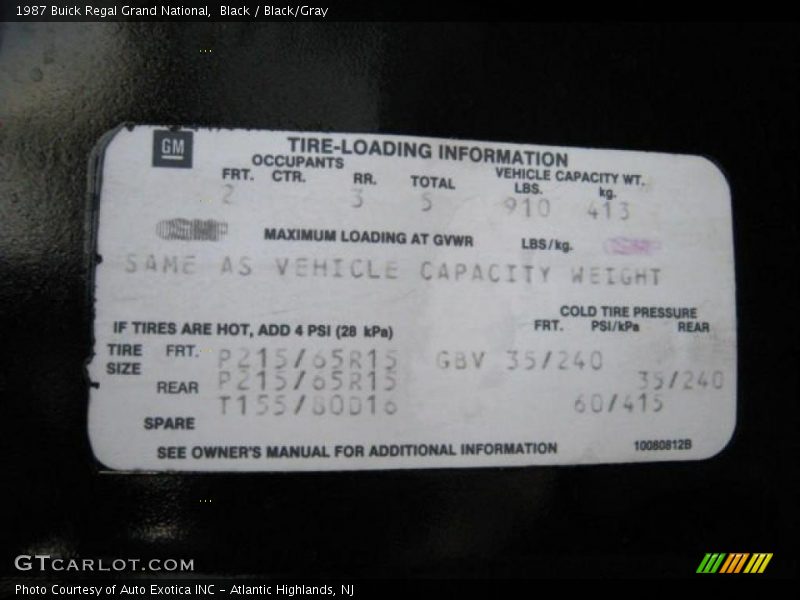 1987 Buick Regal Grand National, Black / Black/Gray
GM
TIRE-LOADING INFORMATION
OCCUPANTS VEHICLE CAPACITY WT.
FRT. CTR. RR. TOTAL LBS. kg.
2 3 5 910 413
MAXIMUM LOADING AT GVWR LBS/kg.
SAME AS VEHICLE CAPACITY WEIGHT
COLD TIRE PRESSURE
IF TIRES ARE HOT, ADD 4 PSI (28 kPa) FRT. PSI/kPa REAR
TIRE SIZE FRT. P215/65R15 GBV 35/240
REAR P215/65R15 35/240
SPARE T155/80D16 60/415
SEE OWNER'S MANUAL FOR ADDITIONAL INFORMATION 10080812B
GTCARLOT.COM
Photo Courtesy of Auto Exotica INC - Atlantic Highlands, NJ